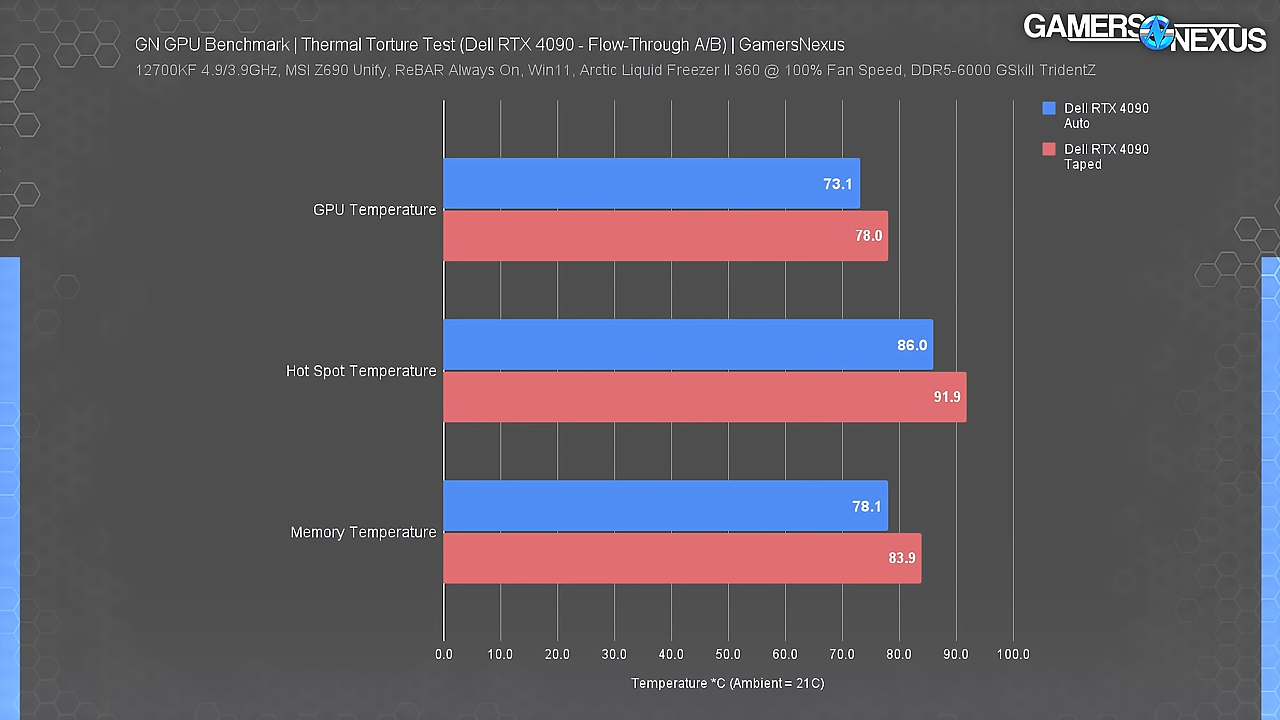 GAMERS NEXUS
GN GPU Benchmark | Thermal Torture Test (Dell RTX 4090 - Flow-Through A/B) | GamersNexus
12700KF 4.9/3.9GHz, MSI Z690 Unify, ReBAR Always On, Win11, Arctic Liquid Freezer II 360 @ 100% Fan Speed, DDR5-6000 GSkill TridentZ
Dell RTX 4090
Auto
Dell RTX 4090
Taped
73.1
GPU Temperature
78.0
86.0
Hot Spot Temperature
91.9
78.1
Memory Temperature
83.9
0.0 10.0 20.0 30.0 40.0 50.0 60.0 70.0 80.0 90.0 100.0
Temperature *C (Ambient = 21C)